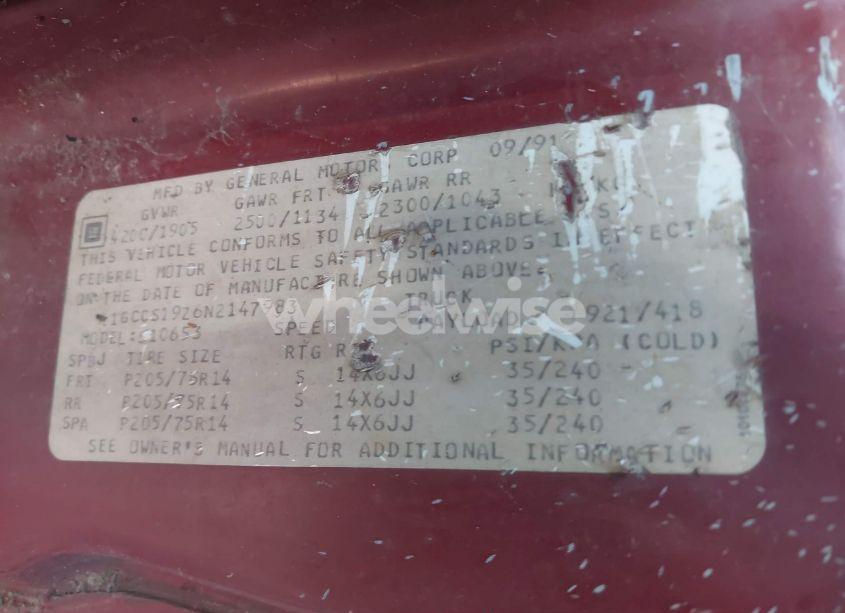 MFD BY GENERAL MOTOR CORP 09/91
GVWR GAWR FRT GAWR RR
4200/1905 2500/1134 2300/1043
THIS VEHICLE CONFORMS TO ALL APPLICABLE
FEDERAL MOTOR VEHICLE SAFETY STANDARDS IN EFFECT
ON THE DATE OF MANUFACTURE SHOWN ABOVE.
TRUCK
MODEL: SPEED PAYLOAD= 921/418
TIRE SIZE RTG PSI/KPA (COLD)
FRT P205/75R14 S 14X6JJ 35/240
RR P205/75R14 S 14X6JJ 35/240
SPA P205/75R14 S 14X6JJ 35/240
SEE OWNER'S MANUAL FOR ADDITIONAL INFORMATION
wheelwise